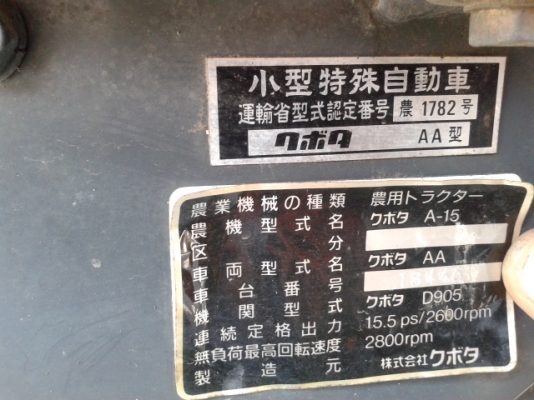 小型特殊自動車
運輸省型式認定番号 農 1782 号
クボタ AA 型
農業機械の種類 農用トラクター
農機型式名 クボタ A-15
区分
車両型式名 クボタ AA
車台番号
機関型式 クボタ D905
連続定格出力 15.5 ps/2600rpm
無負荷最高回転速度 2800rpm
製造元 株式会社クボタ